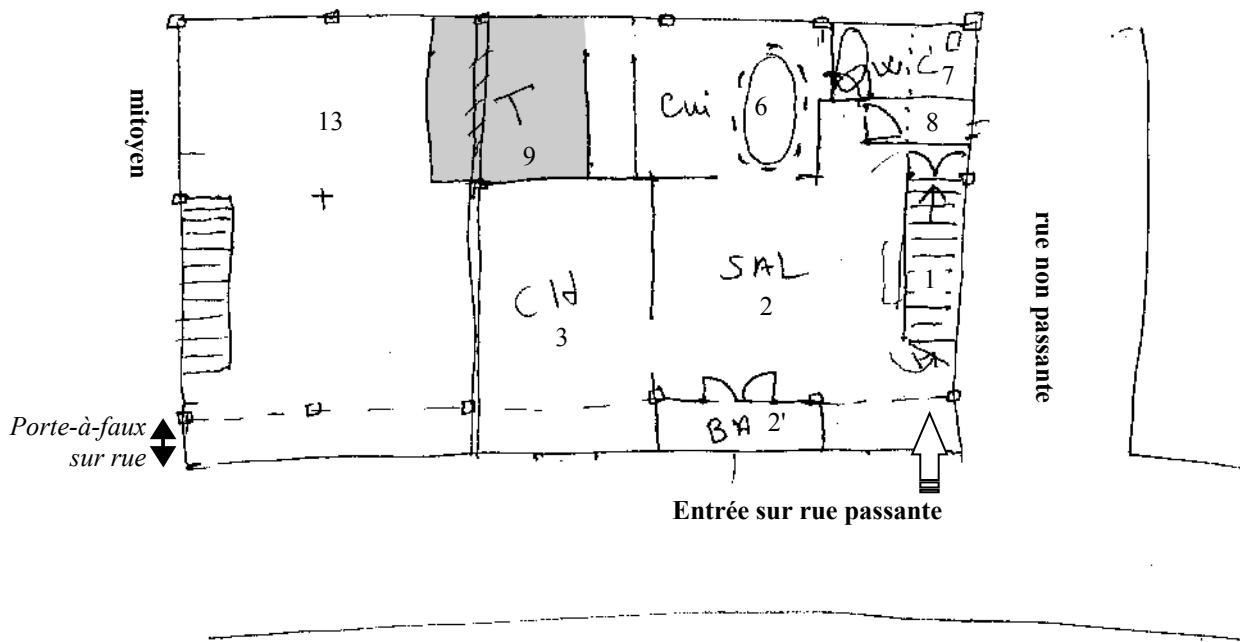 mitoyen
13
T
9
Cui
6
W.C
7
8
rue non passante
SAL
2
1
Cld
3
BA 2'
Porte-à-faux
sur rue
Entrée sur rue passante